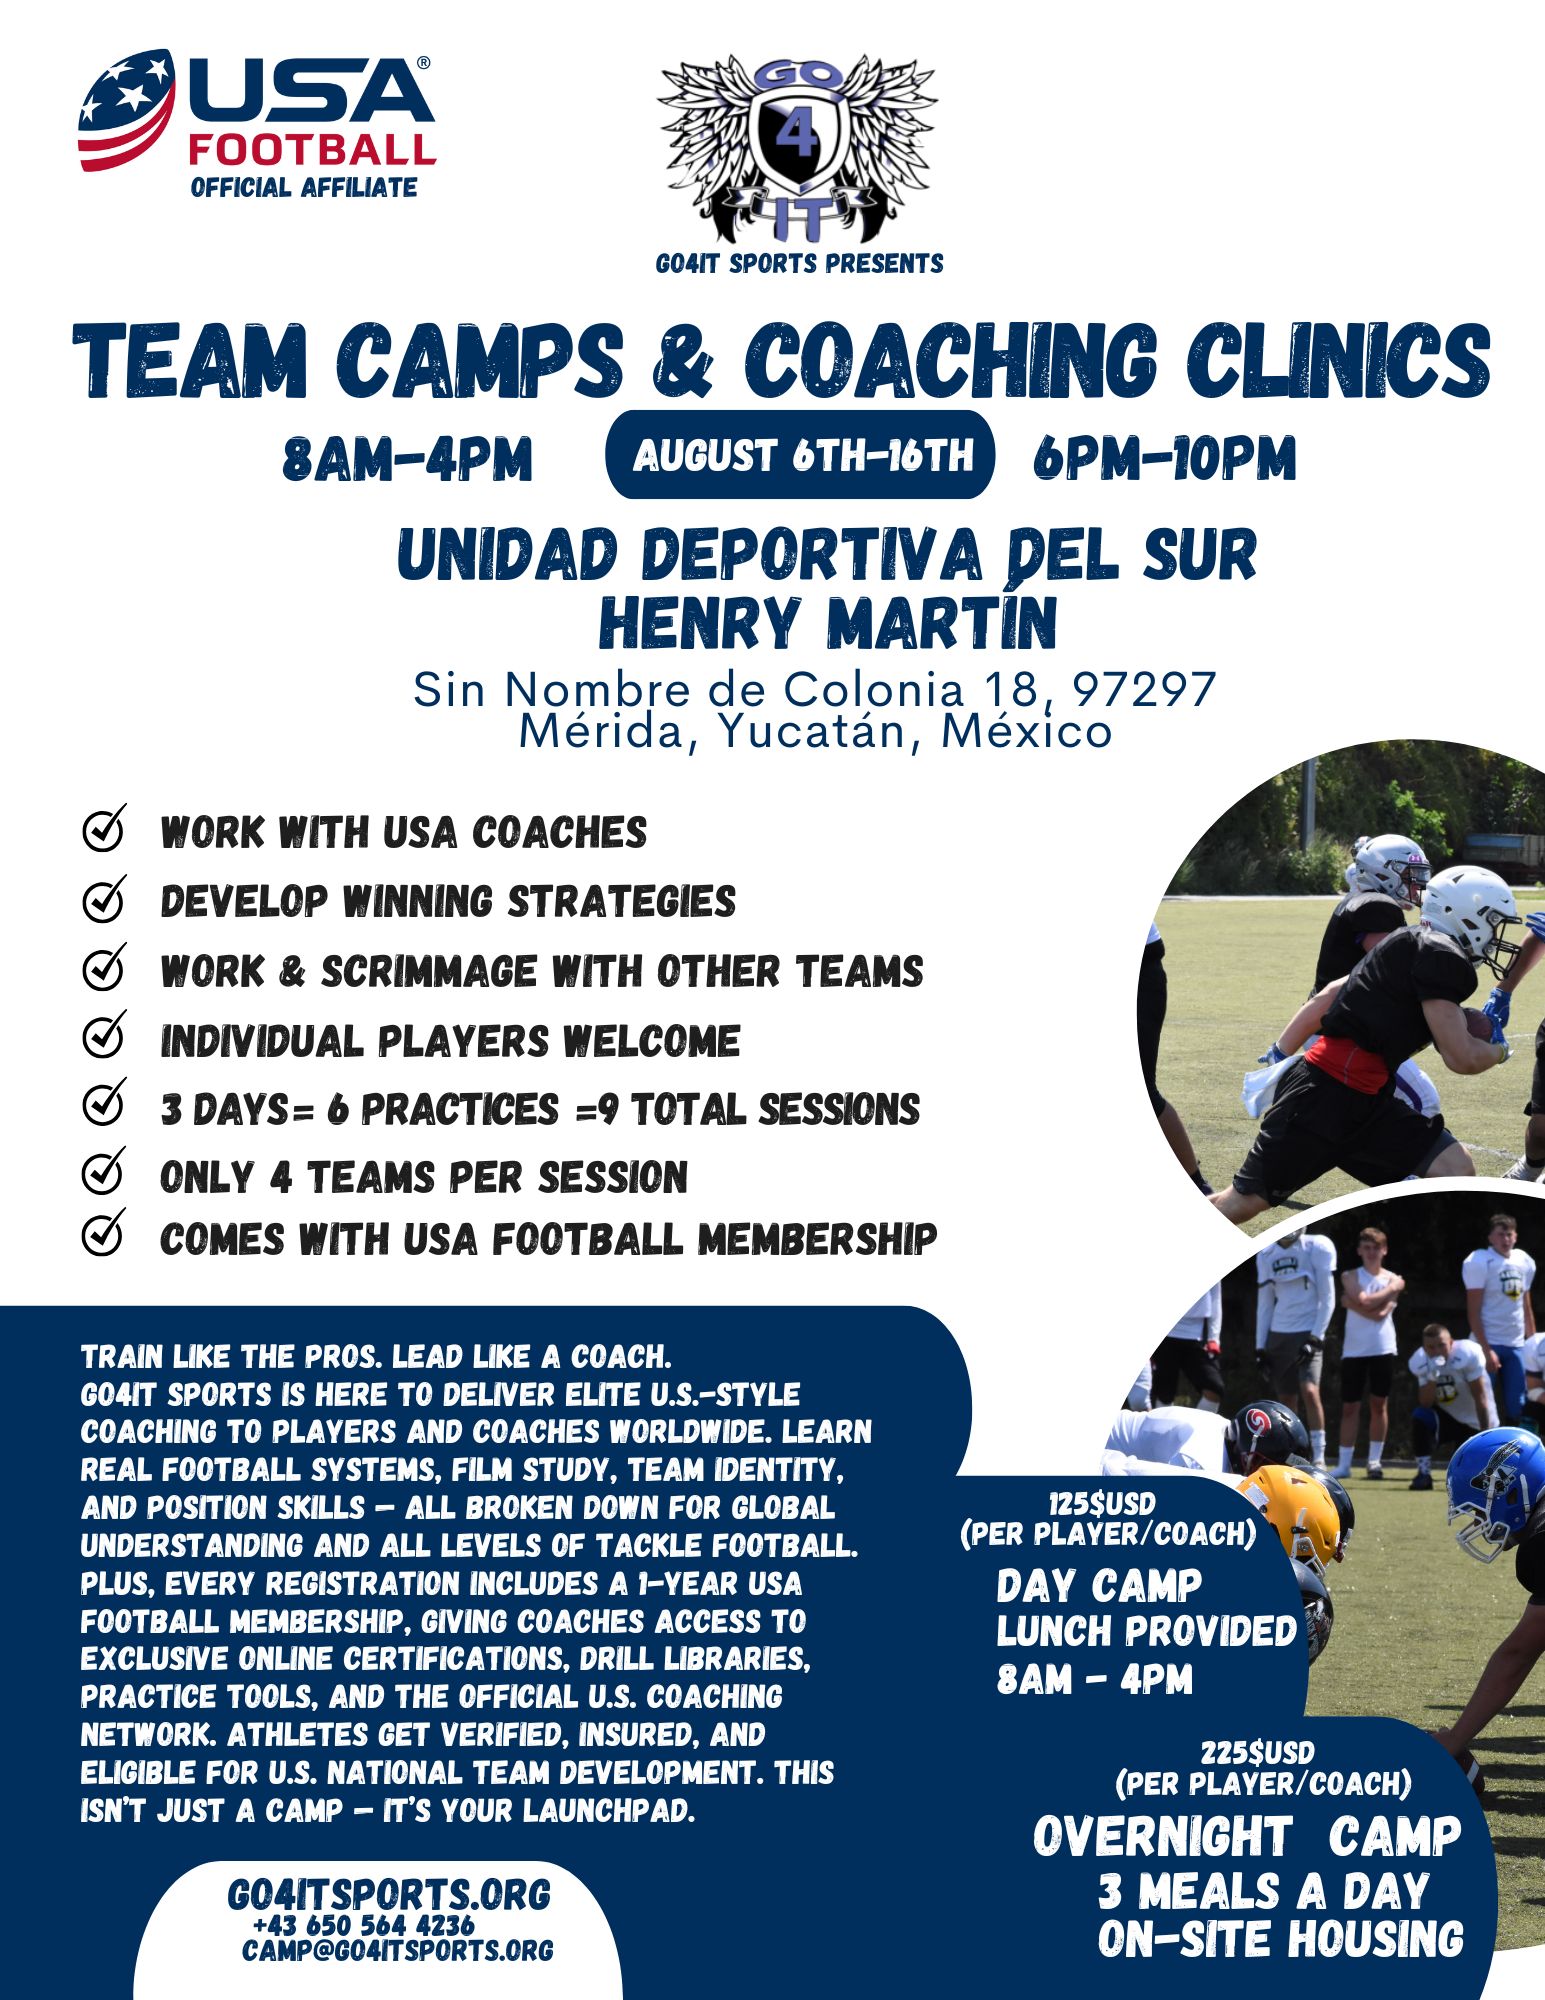 USA®
FOOTBALL
OFFICIAL AFFILIATE
GO
4
IT
GO4IT SPORTS PRESENTS
TEAM CAMPS & COACHING CLINICS
8AM-4PM AUGUST 6TH-16TH 6PM-10PM
UNIDAD DEPORTIVA DEL SUR
HENRY MARTÍN
Sin Nombre de Colonia 18, 97297
Mérida, Yucatán, México
WORK WITH USA COACHES
DEVELOP WINNING STRATEGIES
WORK & SCRIMMAGE WITH OTHER TEAMS
INDIVIDUAL PLAYERS WELCOME
3 DAYS= 6 PRACTICES =9 TOTAL SESSIONS
ONLY 4 TEAMS PER SESSION
COMES WITH USA FOOTBALL MEMBERSHIP
TRAIN LIKE THE PROS. LEAD LIKE A COACH.
GO4IT SPORTS IS HERE TO DELIVER ELITE U.S.-STYLE
COACHING TO PLAYERS AND COACHES WORLDWIDE. LEARN
REAL FOOTBALL SYSTEMS, FILM STUDY, TEAM IDENTITY,
AND POSITION SKILLS — ALL BROKEN DOWN FOR GLOBAL
UNDERSTANDING AND ALL LEVELS OF TACKLE FOOTBALL.
PLUS, EVERY REGISTRATION INCLUDES A 1-YEAR USA
FOOTBALL MEMBERSHIP, GIVING COACHES ACCESS TO
EXCLUSIVE ONLINE CERTIFICATIONS, DRILL LIBRARIES,
PRACTICE TOOLS, AND THE OFFICIAL U.S. COACHING
NETWORK. ATHLETES GET VERIFIED, INSURED, AND
ELIGIBLE FOR U.S. NATIONAL TEAM DEVELOPMENT. THIS
ISN'T JUST A CAMP — IT'S YOUR LAUNCHPAD.
125$USD
(PER PLAYER/COACH)
DAY CAMP
LUNCH PROVIDED
8AM - 4PM
225$USD
(PER PLAYER/COACH)
OVERNIGHT CAMP
3 MEALS A DAY
ON-SITE HOUSING
GO4ITSPORTS.ORG
+43 650 564 4236
CAMP@GO4ITSPORTS.ORG